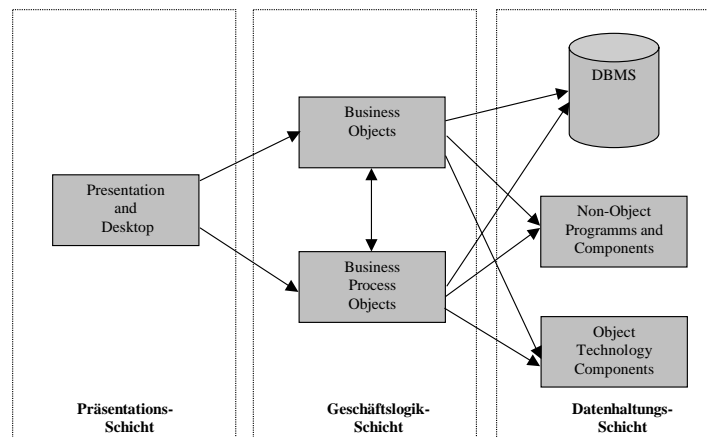 Presentation
and
Desktop
Präsentations-
Schicht
Business
Objects
Business
Process
Objects
Geschäftslogik-
Schicht
DBMS
Non-Object
Programms and
Components
Object
Technology
Components
Datenhaltungs-
Schicht